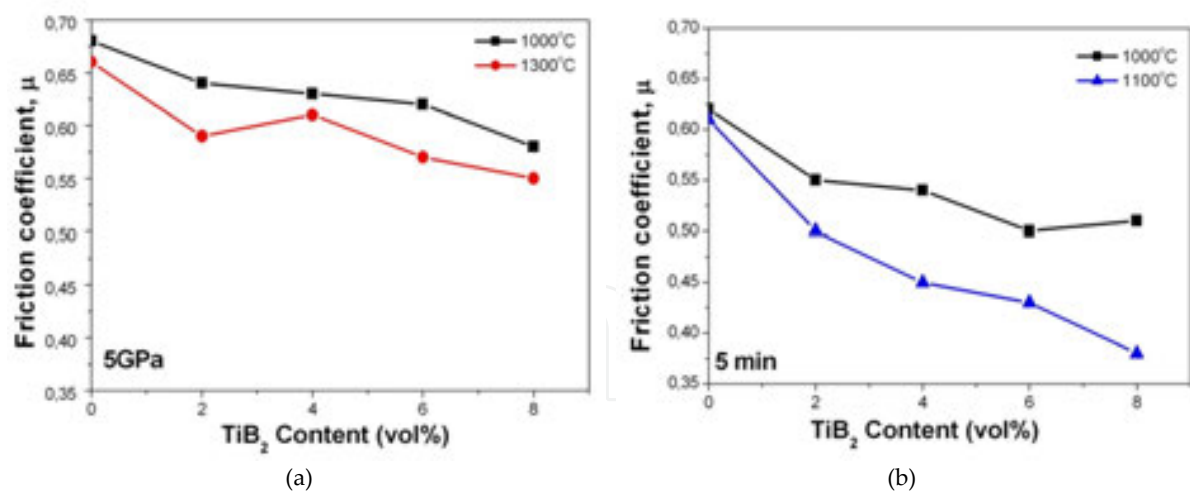 0,70
0,65
0,60
0,55
0,50
0,45
0,40
0,35
Friction coefficient, μ
1000°C
1300°C
5GPa
0 2 4 6 8
TiB₂ Content (vol%)
(a)
0,70
0,65
0,60
0,55
0,50
0,45
0,40
0,35
Friction coefficient, μ
1000°C
1100°C
5 min
0 2 4 6 8
TiB₂ Content (vol%)
(b)